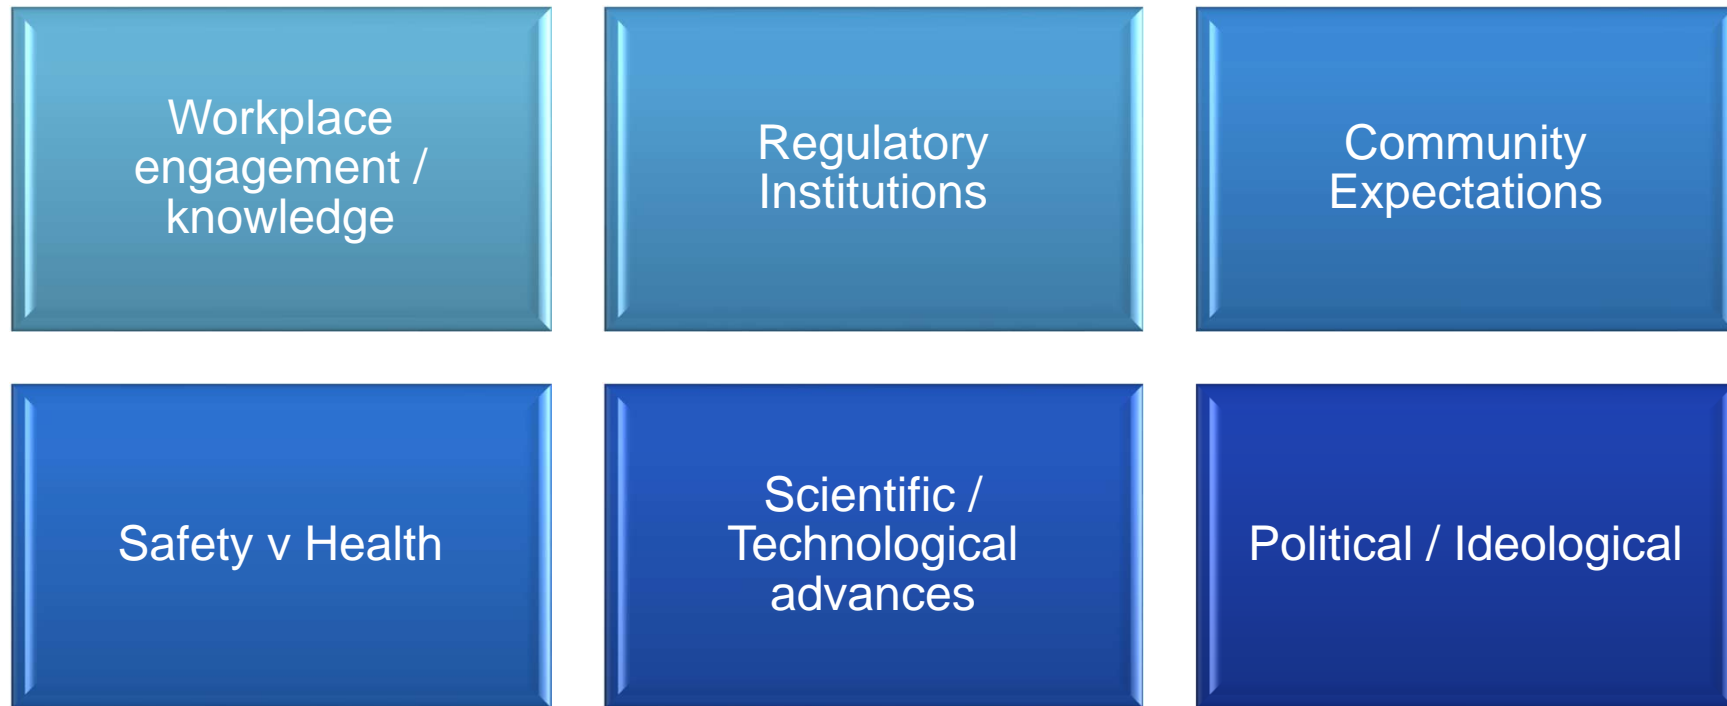 Workplace
engagement /
knowledge
Regulatory
Institutions
Community
Expectations
Safety v Health
Scientific /
Technological
advances
Political / Ideological